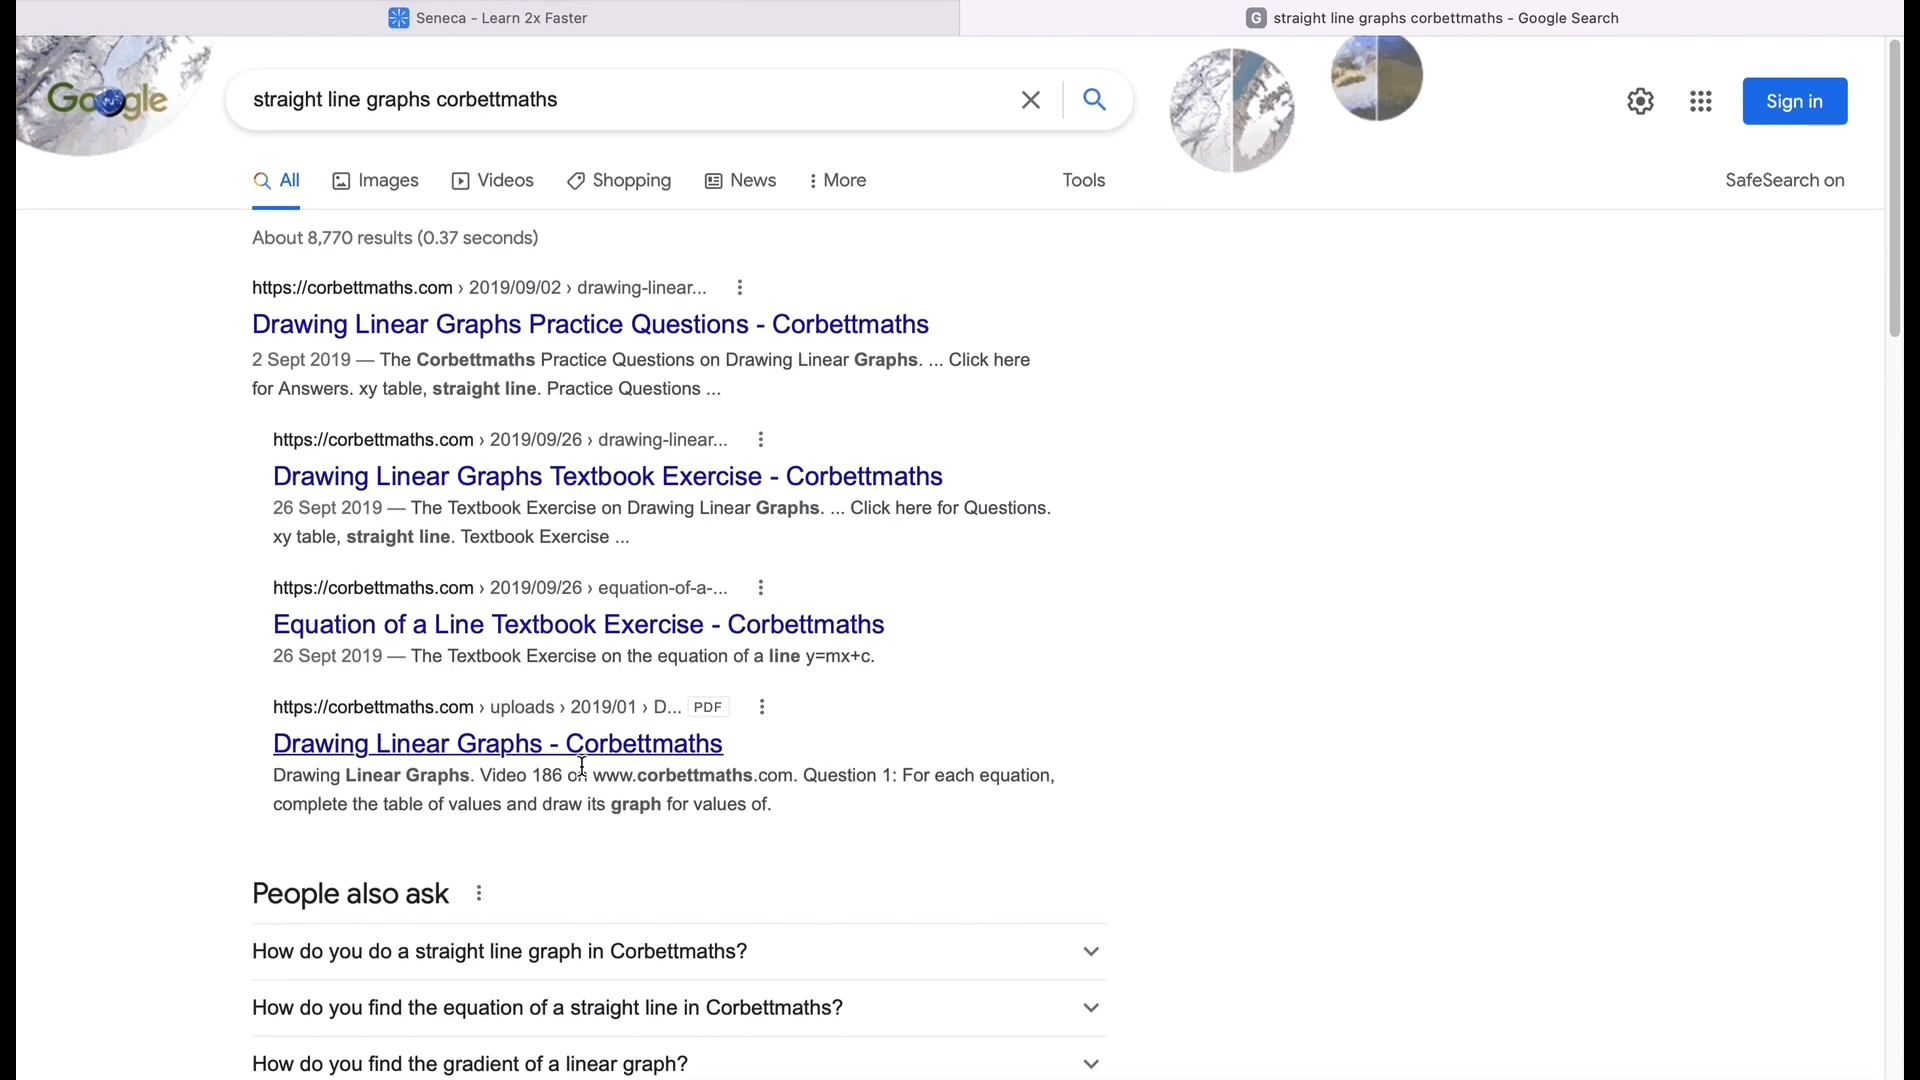 Seneca - Learn 2x Faster
G straight line graphs corbettmaths - Google Search
Google
straight line graphs corbettmaths
Sign in
All Images Videos Shopping News More Tools SafeSearch on
About 8,770 results (0.37 seconds)
https://corbettmaths.com › 2019/09/02 › drawing-linear...
Drawing Linear Graphs Practice Questions - Corbettmaths
2 Sept 2019 — The Corbettmaths Practice Questions on Drawing Linear Graphs. ... Click here
for Answers. xy table, straight line. Practice Questions ...
https://corbettmaths.com › 2019/09/26 › drawing-linear...
Drawing Linear Graphs Textbook Exercise - Corbettmaths
26 Sept 2019 — The Textbook Exercise on Drawing Linear Graphs. ... Click here for Questions.
xy table, straight line. Textbook Exercise ...
https://corbettmaths.com › 2019/09/26 › equation-of-a-...
Equation of a Line Textbook Exercise - Corbettmaths
26 Sept 2019 — The Textbook Exercise on the equation of a line y=mx+c.
https://corbettmaths.com › uploads › 2019/01 › D... PDF
Drawing Linear Graphs - Corbettmaths
Drawing Linear Graphs. Video 186 on www.corbettmaths.com. Question 1: For each equation,
complete the table of values and draw its graph for values of.
People also ask
How do you do a straight line graph in Corbettmaths?
How do you find the equation of a straight line in Corbettmaths?
How do you find the gradient of a linear graph?